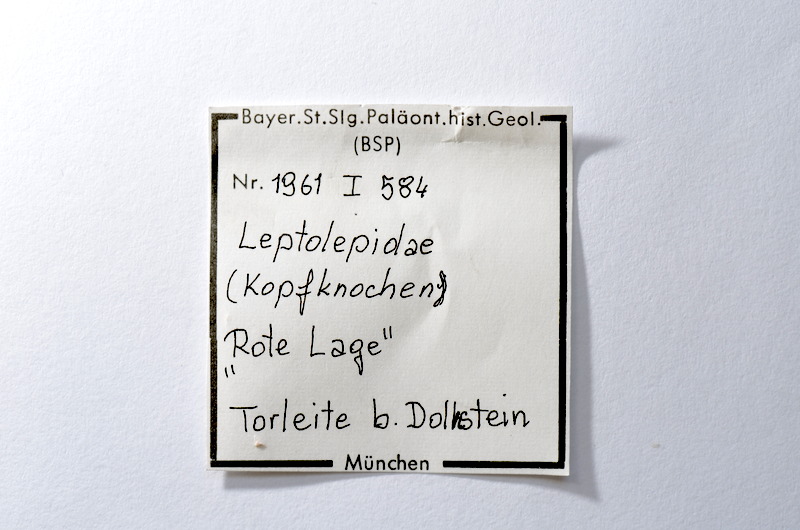 Bayer.St.Slg.Paläont.hist.Geol.
(BSP)
Nr. 1961 I 584
Leptolepidae
(Kopfknochen)
"Rote Lage"
Torleite b. Dollnstein
München